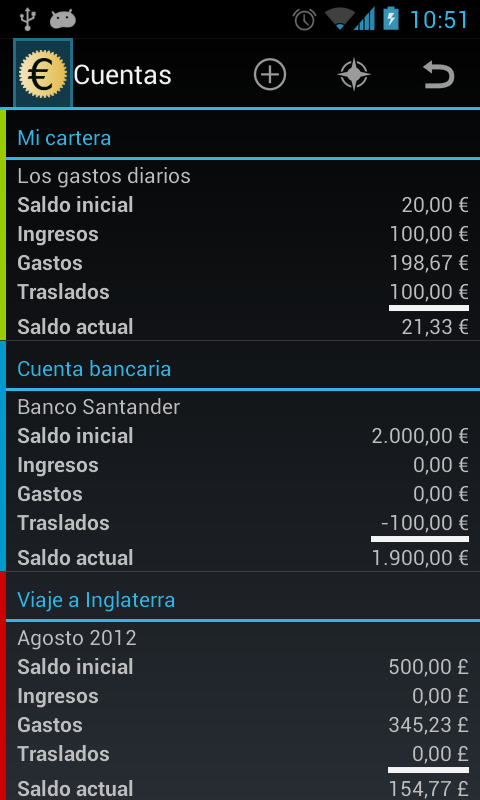 10:51
€ Cuentas
Mi cartera
Los gastos diarios
Saldo inicial 20,00 €
Ingresos 100,00 €
Gastos 198,67 €
Traslados 100,00 €
Saldo actual 21,33 €
Cuenta bancaria
Banco Santander
Saldo inicial 2.000,00 €
Ingresos 0,00 €
Gastos 0,00 €
Traslados -100,00 €
Saldo actual 1.900,00 €
Viaje a Inglaterra
Agosto 2012
Saldo inicial 500,00 £
Ingresos 0,00 £
Gastos 345,23 £
Traslados 0,00 £
Saldo actual 154,77 £